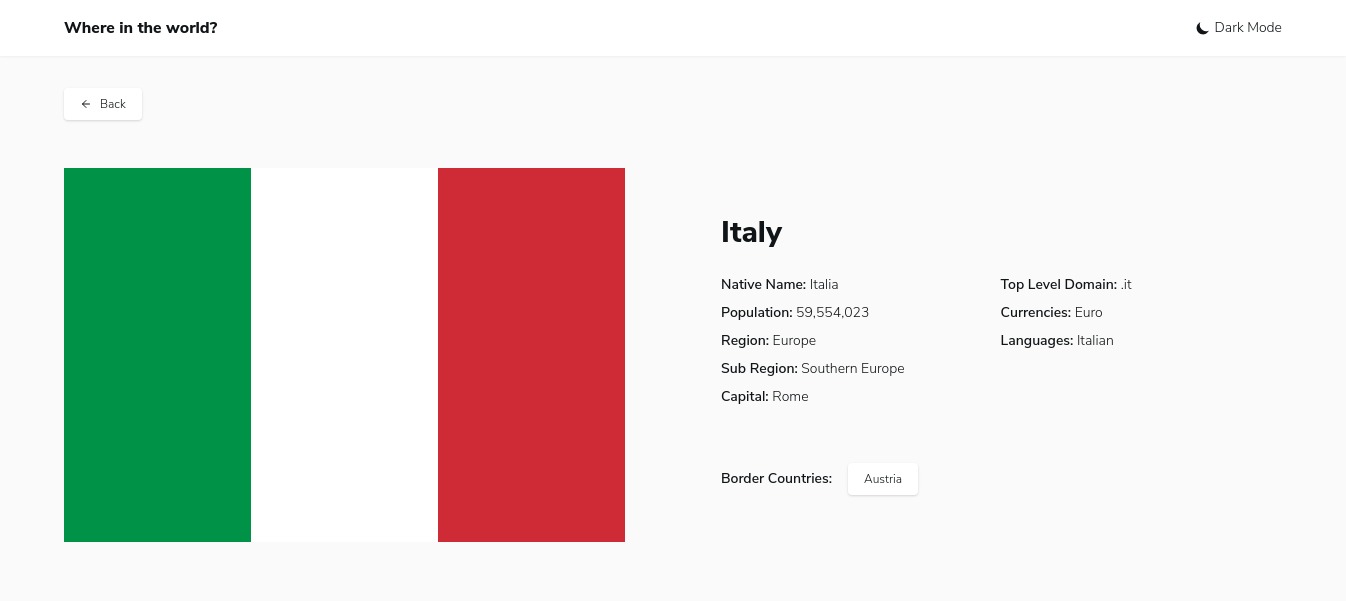 Where in the world?
Dark Mode
Back
Italy
Native Name: Italia
Population: 59,554,023
Region: Europe
Sub Region: Southern Europe
Capital: Rome
Top Level Domain: .it
Currencies: Euro
Languages: Italian
Border Countries: Austria